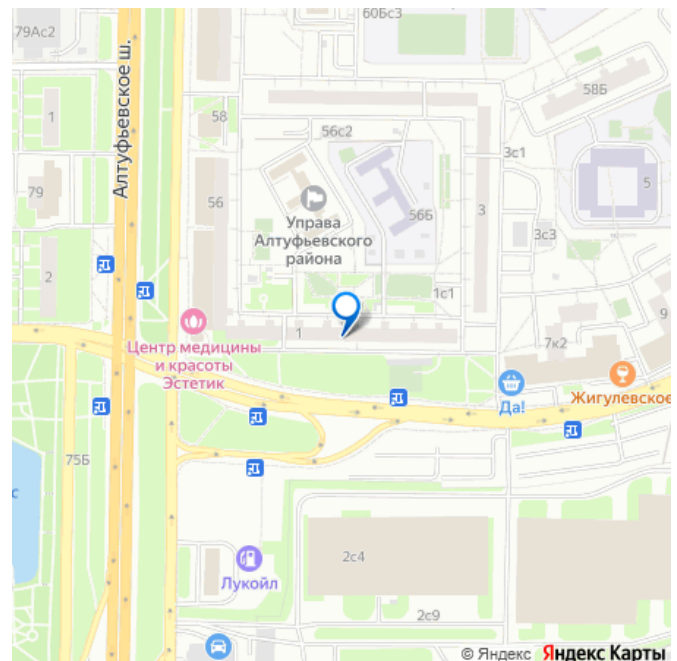 60Бс3
79Ас2
Алтуфьевское ш.
58Б
1
58
56с2
3с1
79
56
Управа
Алтуфьевского
района
56Б
3
5
3с3
2
1с1
9
1
Центр медицины
и красоты
Эстетик
7к2
Да!
Жигулевское
75Б
с
2с4
Лукойл
2с9
© Яндекс Яндекс Карты